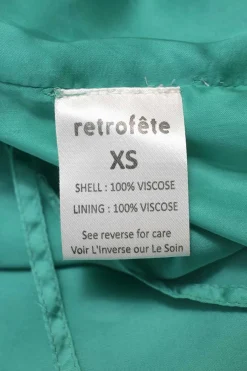 retrofête
XS
SHELL : 100% VISCOSE
LINING : 100% VISCOSE
See reverse for care
Voir L'Inverse our Le Soin